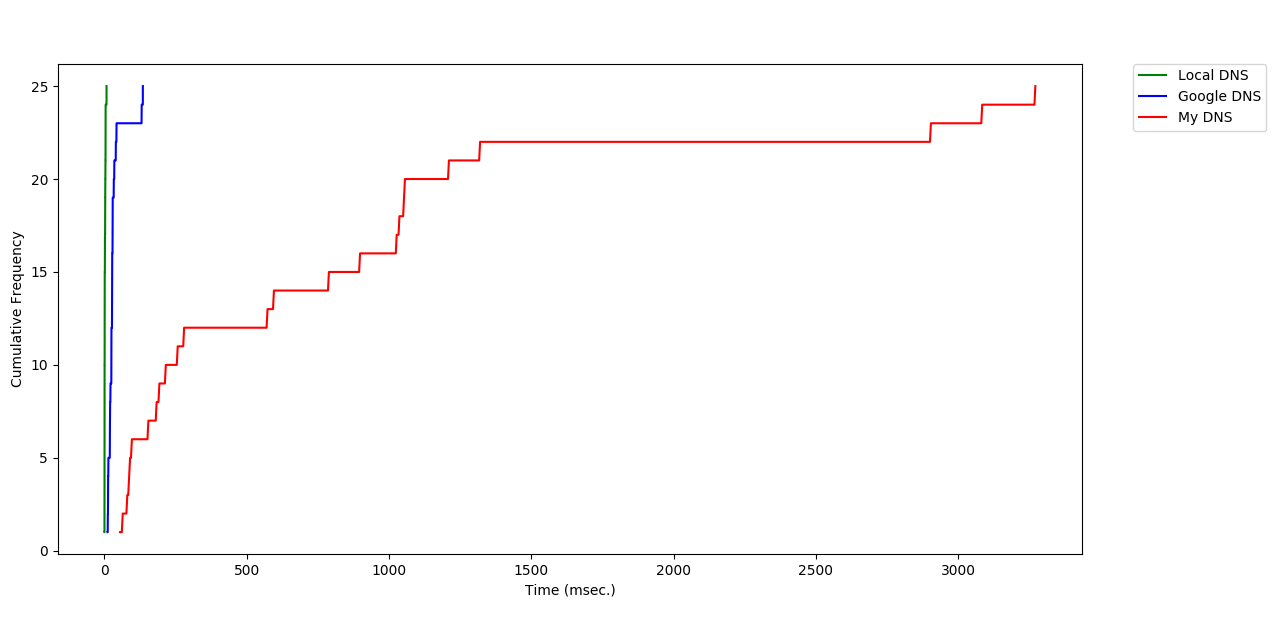 Local DNS
Google DNS
My DNS
Cumulative Frequency
25
20
15
10
5
0
0 500 1000 1500 2000 2500 3000
Time (msec.)